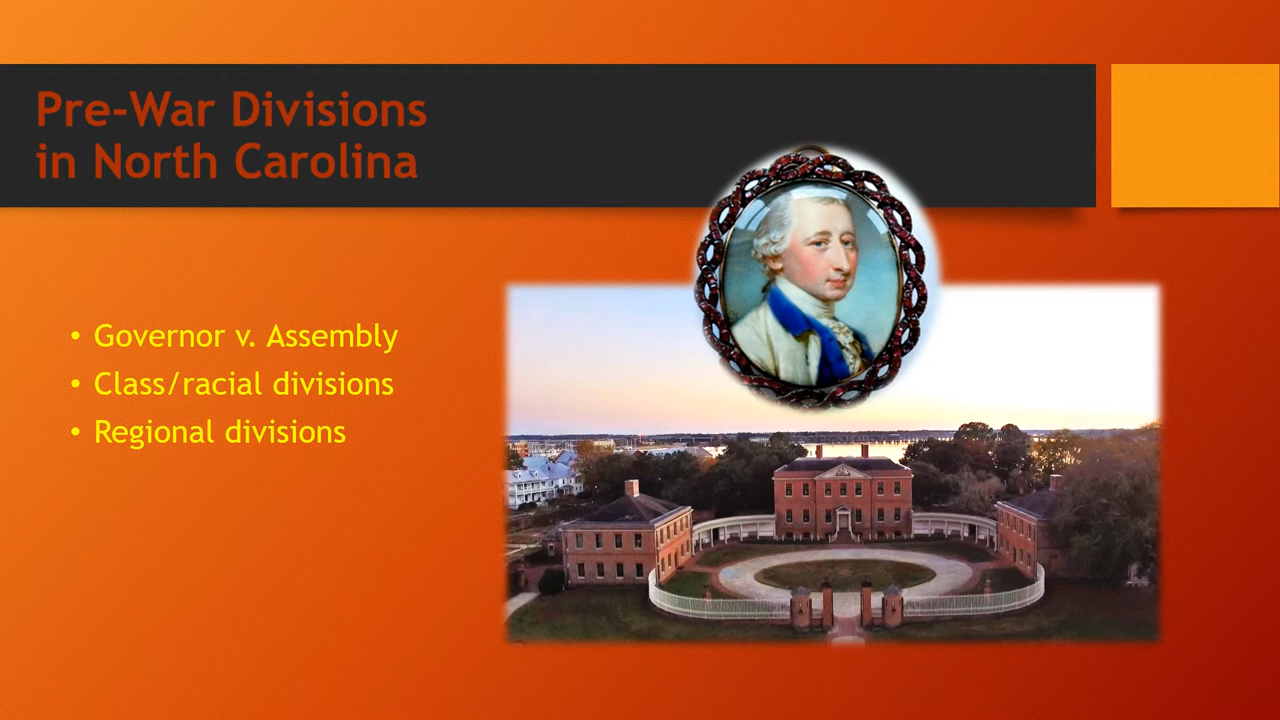 Pre-War Divisions
in North Carolina
• Governor v. Assembly
• Class/racial divisions
• Regional divisions